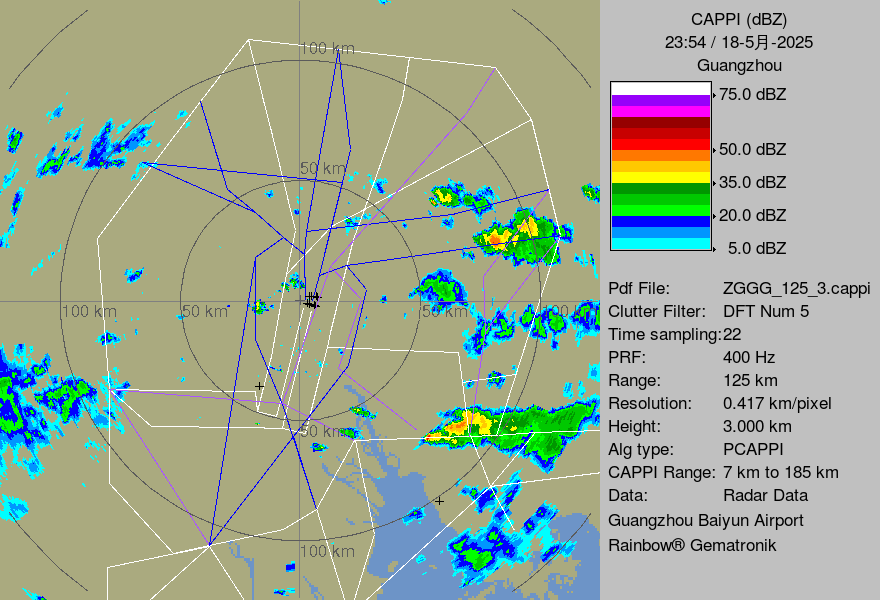 CAPPI (dBZ)
23:54 / 18-5月-2025
Guangzhou
75.0 dBZ
50.0 dBZ
35.0 dBZ
20.0 dBZ
5.0 dBZ
Pdf File: ZGGG_125_3.cappi
Clutter Filter: DFT Num 5
Time sampling:22
PRF: 400 Hz
Range: 125 km
Resolution: 0.417 km/pixel
Height: 3.000 km
Alg type: PCAPPI
CAPPI Range: 7 km to 185 km
Data: Radar Data
Guangzhou Baiyun Airport
Rainbow® Gematronik
100 km
50 km
100 km
50 km
50 km
100 km
50 km
100 km